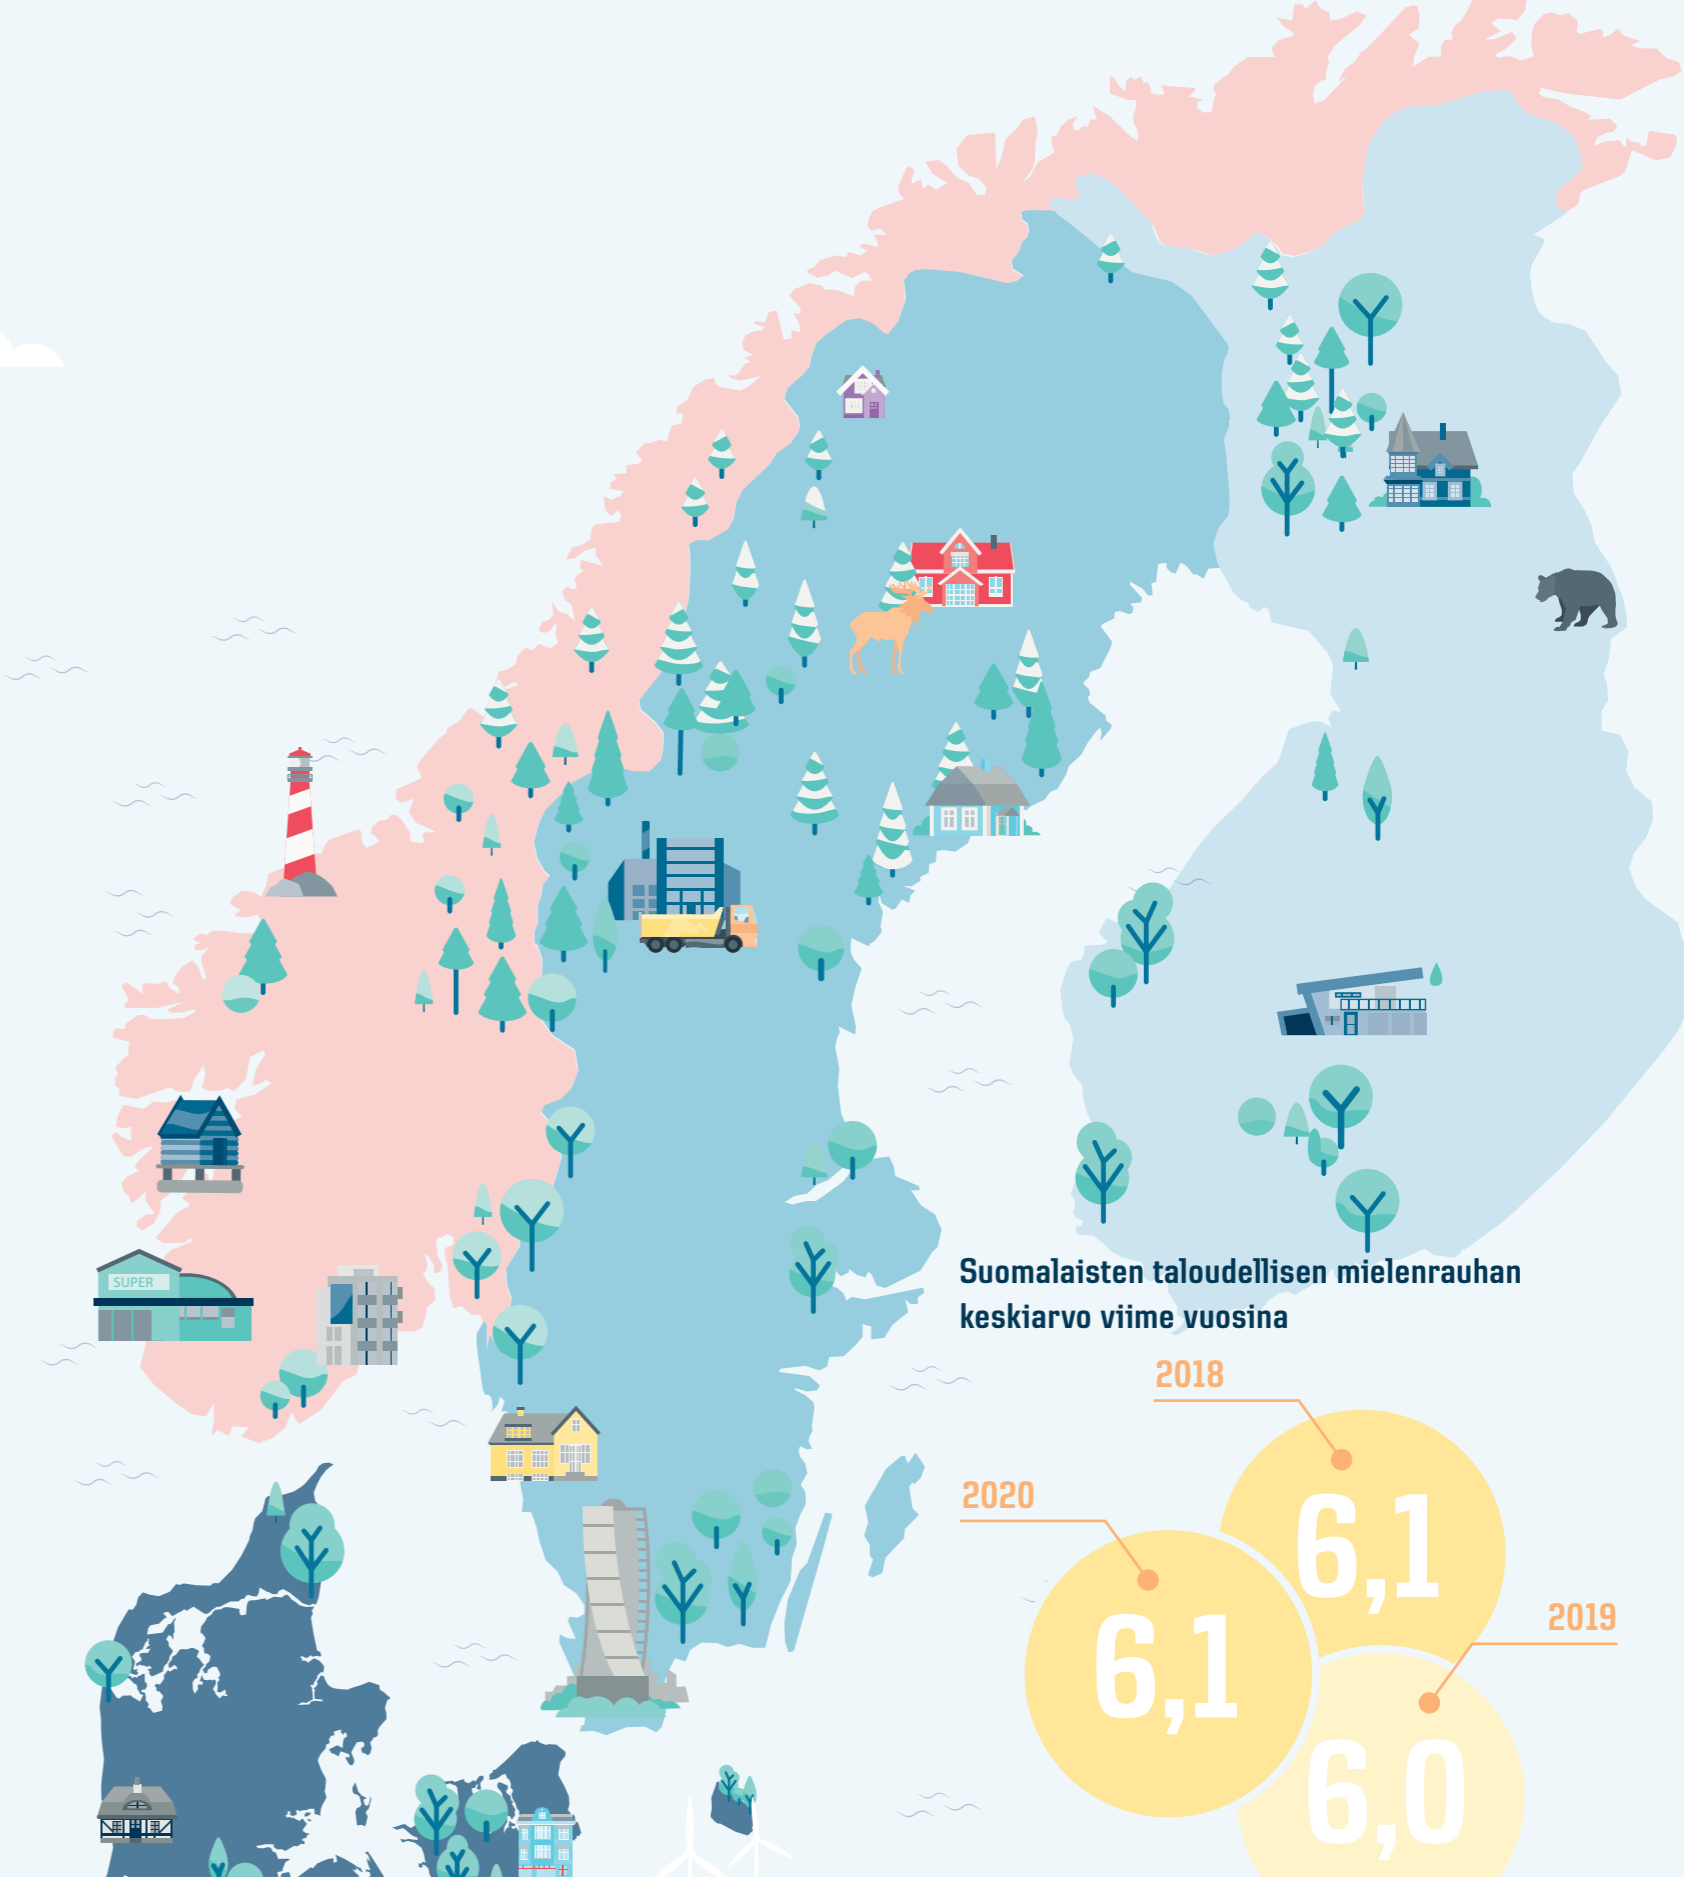 SUPER
Suomalaisten taloudellisen mielenrauhan
keskiarvo viime vuosina
2018
6,1
2020
6,1
2019
6,0